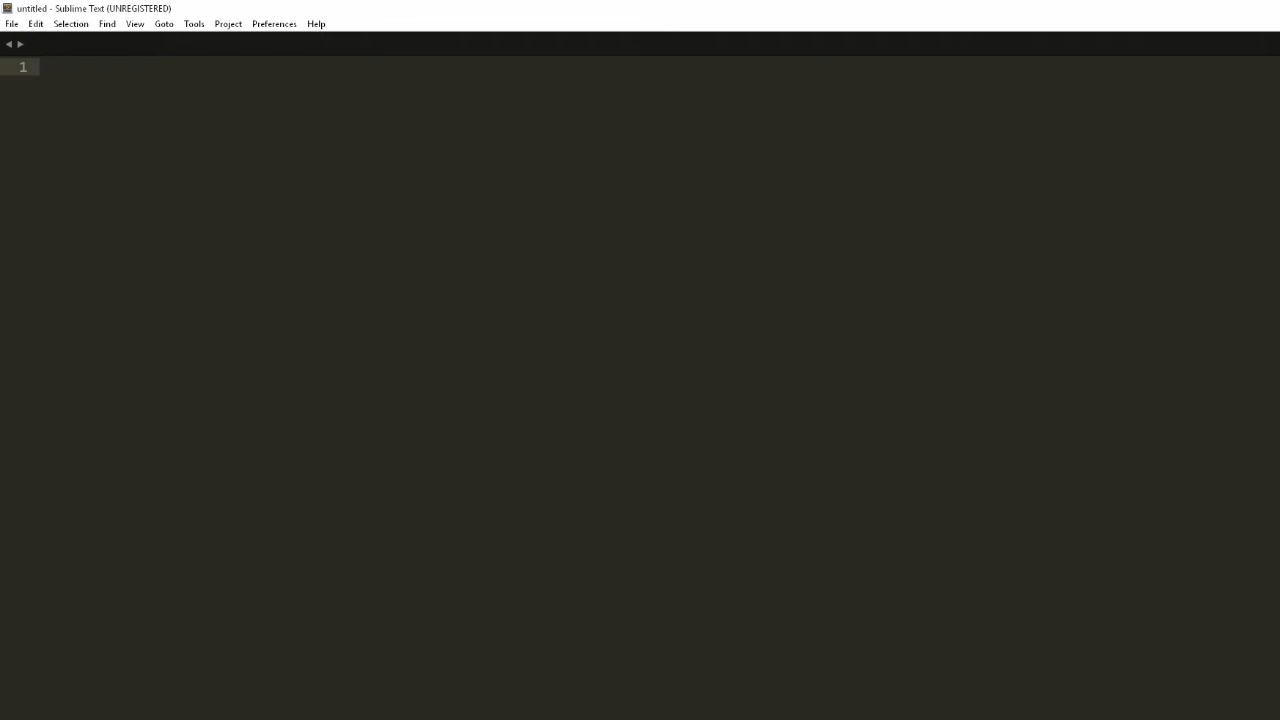 untitled - Sublime Text (UNREGISTERED)
File Edit Selection Find View Goto Tools Project Preferences Help
1